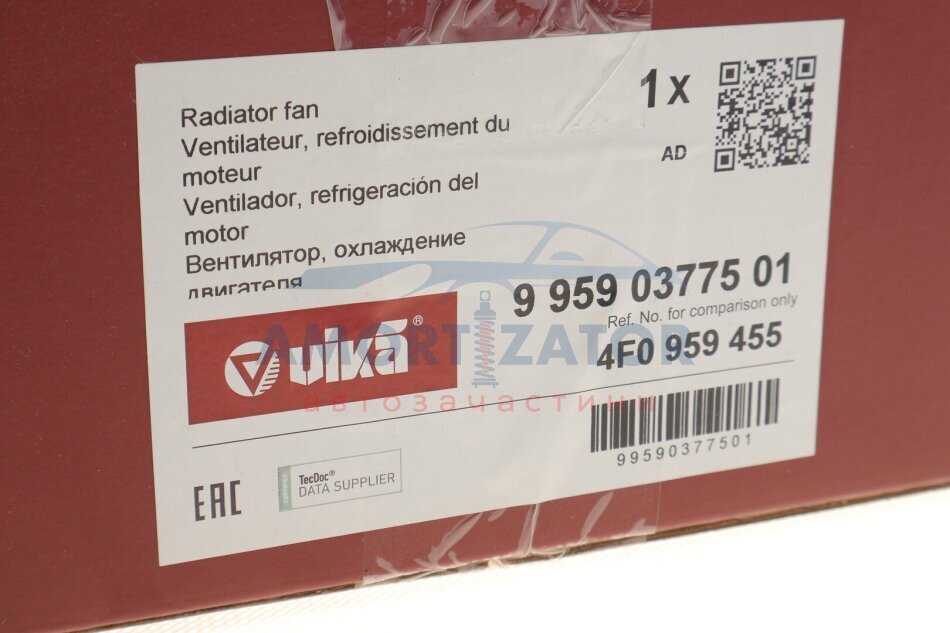 Radiator fan
Ventilateur, refroidissement du
moteur
Ventilador, refrigeración del
motor
Вентилятор, охлаждение
двигателя
1 x
AD
9 959 03775 01
Ref. No. for comparison only
4F0 959 455
vika®
AMORTIZATOR
автозачастини
99590377501
EAC
TecDoc®
DATA SUPPLIER